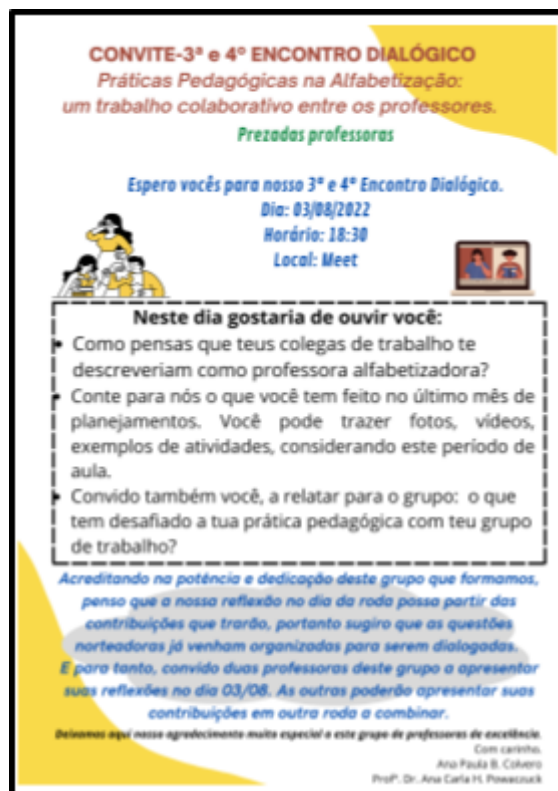 CONVITE-3ª e 4º ENCONTRO DIALÓGICO
Práticas Pedagógicas na Alfabetização:
um trabalho colaborativo entre os professores.
Prezadas professoras
Espero vocês para nosso 3ª e 4ª Encontro Dialógico.
Dia: 03/08/2022
Horário: 18:30
Local: Meet
Neste dia gostaria de ouvir você:
• Como pensas que teus colegas de trabalho te
descreveriam como professora alfabetizadora?
• Conte para nós o que você tem feito no último mês de
planejamentos. Você pode trazer fotos, vídeos,
exemplos de atividades, considerando este período de
aula.
• Convido também você, a relatar para o grupo: o que
tem desafiado a tua prática pedagógica com teu grupo
de trabalho?
Acreditando na potência e dedicação deste grupo que formamos,
penso que a nossa reflexão no dia da roda possa partir das
contribuições que trarão, portanto sugiro que as questões
norteadoras já venham organizadas para serem dialogadas.
E para tanto, convido duas professoras deste grupo a apresentar
suas reflexões no dia 03/08. As outras poderão apresentar suas
contribuições em outra roda a combinar.
Deixamos aqui nosso agradecimento muito especial a este grupo de professoras de excelência.
Com carinho.
Ana Paula B. Colvero
Profª. Dr. Ana Carla H. Powaczuck